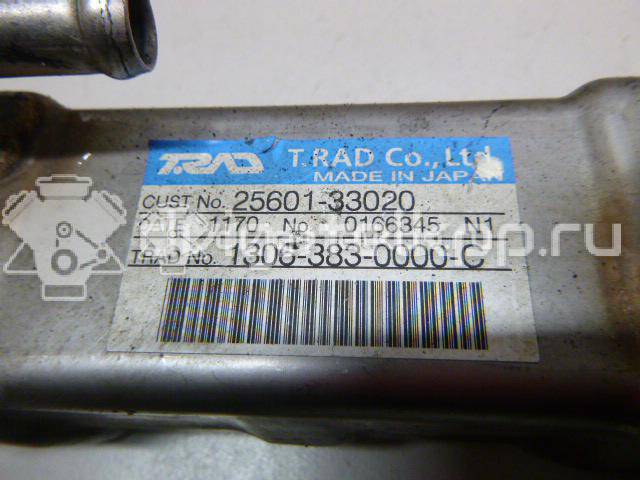 T.RAD T.RAD Co., Ltd
MADE IN JAPAN
CUST No. 25601-33020
DATE 1170 No. 0166345 N1
TRAD No. 1306-383-0000-C